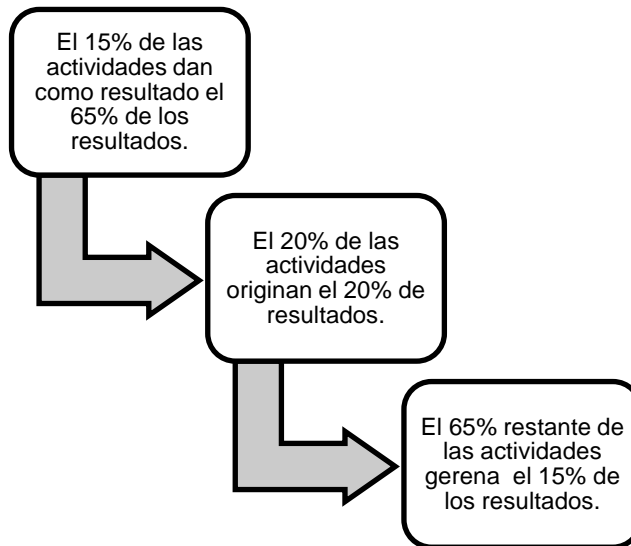 El 15% de las
actividades dan
como resultado el
65% de los
resultados.
El 20% de las
actividades
originan el 20% de
resultados.
El 65% restante de
las actividades
gerena el 15% de
los resultados.